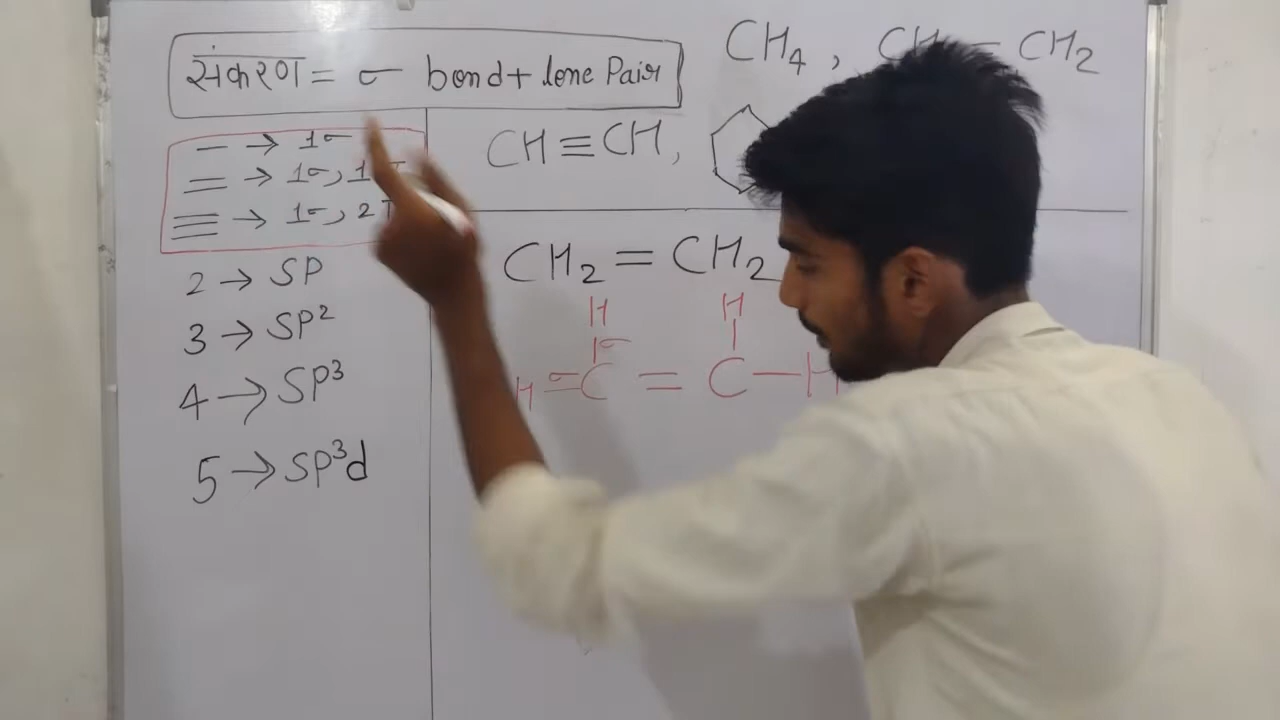 संकरण = σ bond + lone Pair
CH₄, CH — CH₂
CH≡CH,
— → 1σ
= → 1σ, 1π
≡ → 1σ, 2π
2 → SP
3 → SP²
4 → SP³
5 → SP³d
CH₂ = CH₂
H H
σ
H σ C = C — H